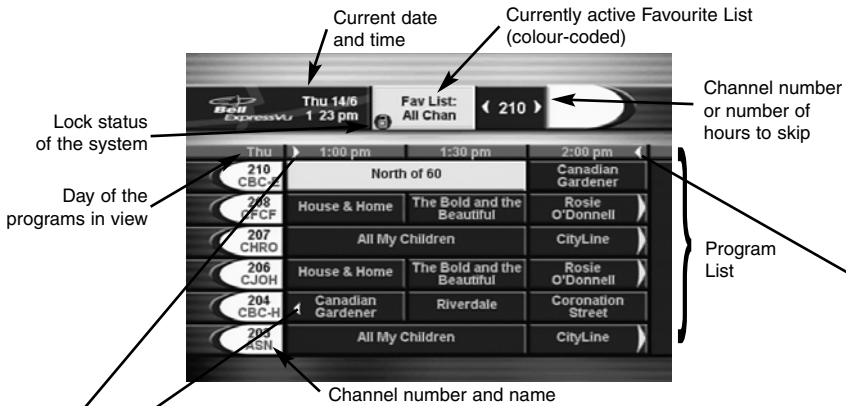 Current date
and time
Currently active Favourite List
(colour-coded)
Channel number
or number of
hours to skip
Lock status
of the system
Day of the
programs in view
Bell
ExpressVu
Thu 14/6
1 23 pm
Fav List:
All Chan
210
Thu 1:00 pm 1:30 pm 2:00 pm
210
CBC-E
North of 60
Canadian
Gardener
208
CFCF
House & Home
The Bold and the
Beautiful
Rosie
O'Donnell
207
CHRO
All My Children
CityLine
206
CJOH
House & Home
The Bold and the
Beautiful
Rosie
O'Donnell
204
CBC-H
Canadian
Gardener
Riverdale
Coronation
Street
203
ASN
All My Children
CityLine
Program
List
Channel number and name